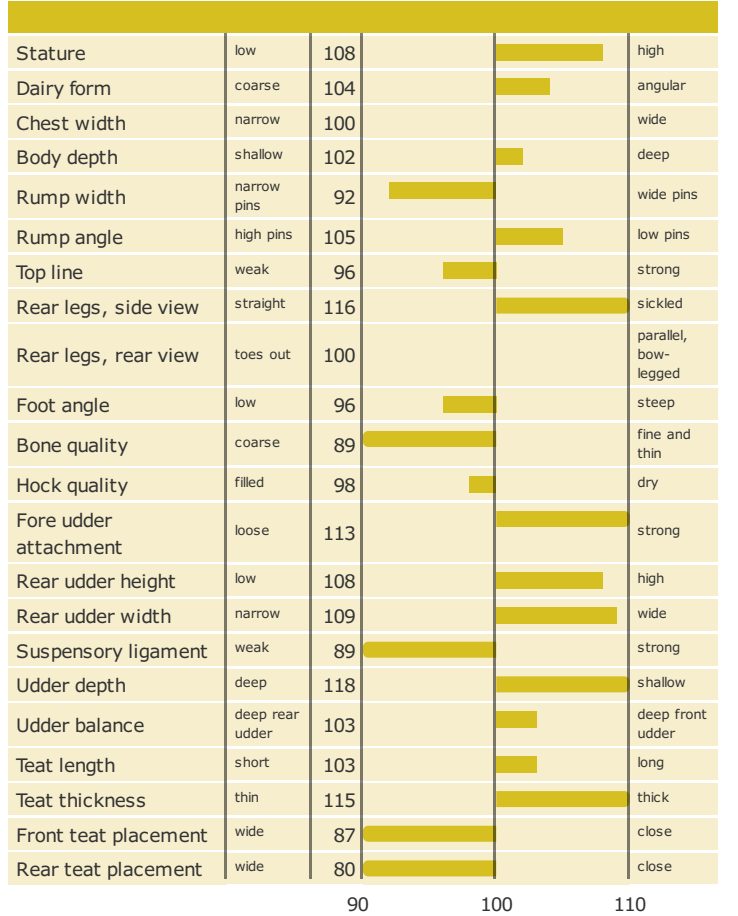 Stature low 108 high
Dairy form coarse 104 angular
Chest width narrow 100 wide
Body depth shallow 102 deep
Rump width narrow pins 92 wide pins
Rump angle high pins 105 low pins
Top line weak 96 strong
Rear legs, side view straight 116 sickled
Rear legs, rear view toes out 100 parallel, bow-legged
Foot angle low 96 steep
Bone quality coarse 89 fine and thin
Hock quality filled 98 dry
Fore udder attachment loose 113 strong
Rear udder height low 108 high
Rear udder width narrow 109 wide
Suspensory ligament weak 89 strong
Udder depth deep 118 shallow
Udder balance deep rear udder 103 deep front udder
Teat length short 103 long
Teat thickness thin 115 thick
Front teat placement wide 87 close
Rear teat placement wide 80 close
90 100 110